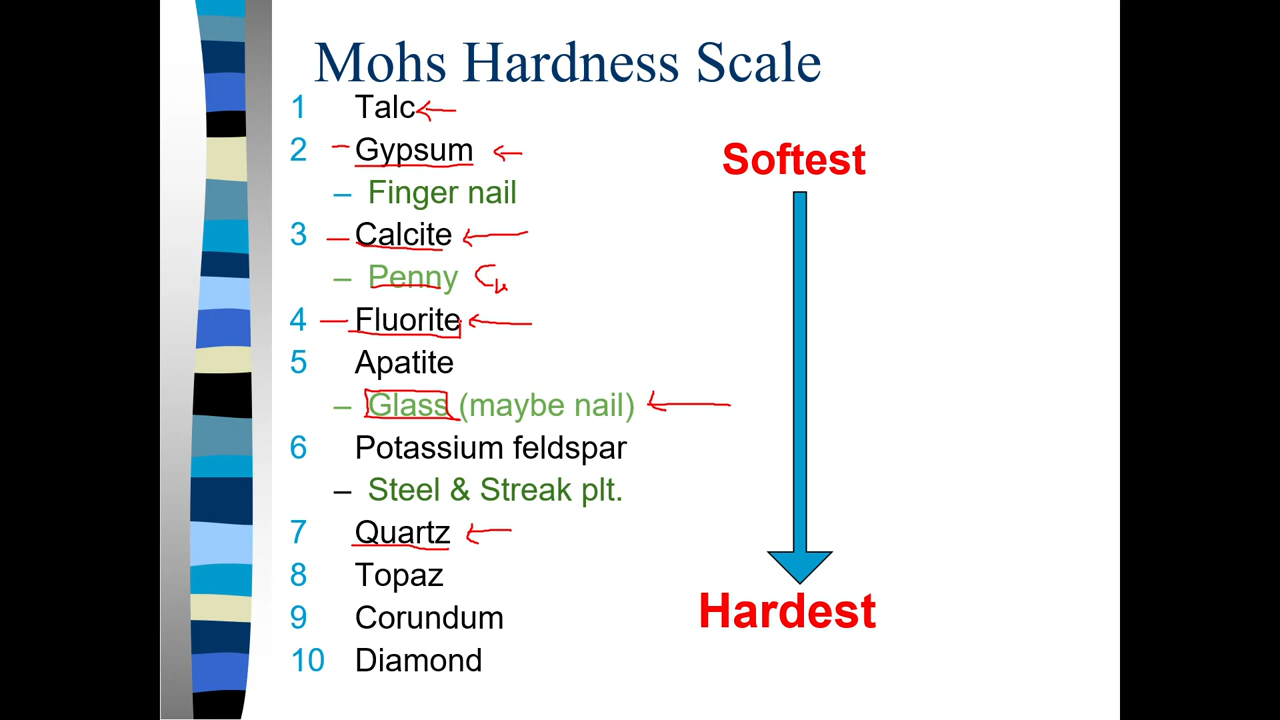 Mohs Hardness Scale
1 Talc
2 Gypsum
– Finger nail
3 Calcite
– Penny Cu
4 Fluorite
5 Apatite
– Glass (maybe nail)
6 Potassium feldspar
– Steel & Streak plt.
7 Quartz
8 Topaz
9 Corundum
10 Diamond
Softest
Hardest